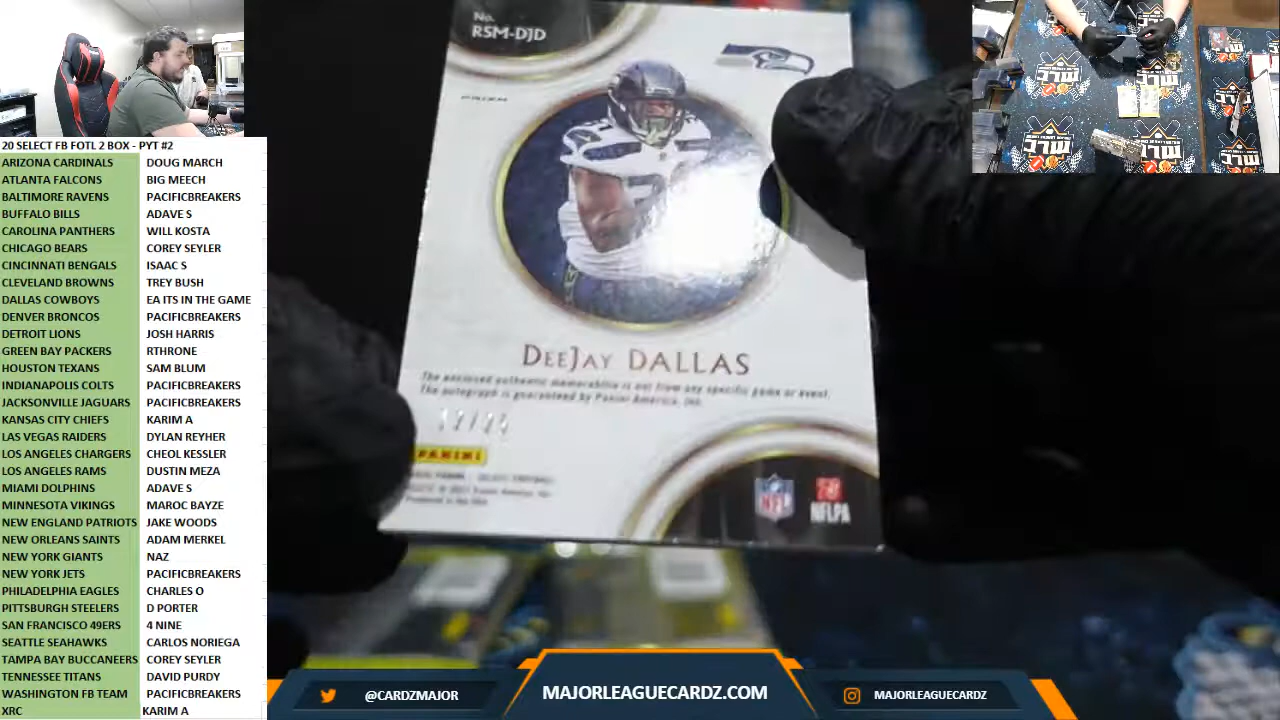 20 SELECT FB FOTL 2 BOX - PYT #2
ARIZONA CARDINALS DOUG MARCH
ATLANTA FALCONS BIG MEECH
BALTIMORE RAVENS PACIFICBREAKERS
BUFFALO BILLS ADAVE S
CAROLINA PANTHERS WILL KOSTA
CHICAGO BEARS COREY SEYLER
CINCINNATI BENGALS ISAAC S
CLEVELAND BROWNS TREY BUSH
DALLAS COWBOYS EA ITS IN THE GAME
DENVER BRONCOS PACIFICBREAKERS
DETROIT LIONS JOSH HARRIS
GREEN BAY PACKERS RTHRONE
HOUSTON TEXANS SAM BLUM
INDIANAPOLIS COLTS PACIFICBREAKERS
JACKSONVILLE JAGUARS PACIFICBREAKERS
KANSAS CITY CHIEFS KARIM A
LAS VEGAS RAIDERS DYLAN REYHER
LOS ANGELES CHARGERS CHEOL KESSLER
LOS ANGELES RAMS DUSTIN MEZA
MIAMI DOLPHINS ADAVE S
MINNESOTA VIKINGS MAROC BAYZE
NEW ENGLAND PATRIOTS JAKE WOODS
NEW ORLEANS SAINTS ADAM MERKEL
NEW YORK GIANTS NAZ
NEW YORK JETS PACIFICBREAKERS
PHILADELPHIA EAGLES CHARLES O
PITTSBURGH STEELERS D PORTER
SAN FRANCISCO 49ERS 4 NINE
SEATTLE SEAHAWKS CARLOS NORIEGA
TAMPA BAY BUCCANEERS COREY SEYLER
TENNESSEE TITANS DAVID PURDY
WASHINGTON FB TEAM PACIFICBREAKERS
XRC KARIM A
No.
RSM-DJD
PRIZM
DEEJAY DALLAS
The enclosed authentic memorabilia is not from any specific game or event.
The autograph is guaranteed by Panini America, Inc.
PANINI
NFL
NFLPA
@CARDZMAJOR
MAJORLEAGUECARDZ.COM
MAJORLEAGUECARDZ